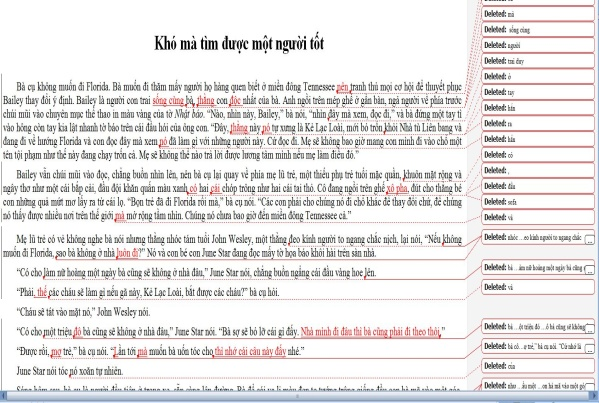 Khó mà tìm được một người tốt
Bà cụ không muốn đi Florida. Bà muốn đi thăm mấy người họ hàng quen biết ở miền đông Tennessee nên tranh thủ mọi cơ hội để thuyết phục
Bailey thay đổi ý định. Bailey là người con trai sống cùng bà, thằng con độc nhất của bà. Anh ngồi trên mép ghế ở gần bàn, ngả người về phía trước
chúi mũi vào chuyên mục thể thao in màu vàng của tờ Nhật báo. “Nào, nhìn này, Bailey,” bà nói, “nhìn đây mà xem, đọc đi,” và bà đứng một tay tì
vào hông còn tay kia lật nhanh tờ báo trên cái đầu hói của ông con. “Đây, thằng này nó tự xưng là Kẻ Lạc Loài, mới bỏ trốn khỏi Nhà tù Liên bang và
đang đi về hướng Florida và con đọc đây mà xem nó đã làm gì với những người này. Cứ đọc đi. Mẹ sẽ không bao giờ mang con mình đi vào chỗ một
tên tội phạm như thế này đang chạy trốn cả. Mẹ sẽ không thể nào trả lời được lương tâm mình nếu mẹ làm điều đó.”
Bailey vẫn chúi mũi vào đọc, chẳng buồn nhìn lên, nên bà cụ lại quay về phía mẹ lũ trẻ, một thiếu phụ trẻ tuổi mặc quần, khuôn mặt rộng và
ngây thơ như một cái bắp cải, đầu đội khăn quấn màu xanh có hai cái chóp trông như hai cái tai thỏ. Cô đang ngồi trên ghế xô pha, đút cho thằng bé
con những quả mứt mơ lấy ra từ cái lọ. “Bọn trẻ đã đi Florida rồi mà,” bà cụ nói. “Các con phải cho chúng nó đi chỗ khác để thay đổi chứ, để chúng
nó thấy được nhiều nơi trên thế giới mà mở rộng tầm nhìn. Chúng nó chưa bao giờ đến miền đông Tennessee cả.”
Mẹ lũ trẻ có vẻ không nghe bà nói nhưng thằng nhóc tám tuổi John Wesley, một thằng đeo kính người to ngang chắc nịch, lại nói, “Nếu không
muốn đi Florida, sao bà không ở nhà luôn đi?” Nó và con bé con June Star đang đọc mấy tờ họa báo khôi hài trên sàn nhà.
“Có cho làm nữ hoàng một ngày bà cũng sẽ không ở nhà đâu,” June Star nói, chẳng buồn ngẩng cái đầu vàng hoe lên.
“Phải, thế các cháu sẽ làm gì nếu gã này, Kẻ Lạc Loài, bắt được các cháu?” bà cụ hỏi.
“Cháu sẽ tát vào mặt nó,” John Wesley nói.
“Có cho một triệu đô bà cũng sẽ không ở nhà đâu,” June Star nói. “Bà sợ sẽ bỏ lỡ cái gì đấy. Nhà mình đi đâu thì bà cũng phải đi theo thôi.”
“Được rồi, mợ trẻ,” bà cụ nói. “Lần tới mà muốn bà uốn tóc cho thì nhớ cái câu này đấy nhé.”
June Star nói tóc nó xoăn tự nhiên.
Deleted: mà
Deleted: sống cùng
Deleted: người
Deleted: trai duy
Deleted: ó
Deleted: tay
Deleted: hắn
Deleted: ra
Deleted: hắn
Deleted: có
Deleted: ,
Deleted: đầu
Deleted: sofa
Deleted: và
Deleted: nhóc ...eo kính người to ngang chắc
Deleted: bà ...àm nữ hoàng một ngày bà cũng
Deleted: và
Deleted: bà ...ột triệu đô ...ô bà cũng sẽ không
Deleted: bà cô...ợ trẻ,” bà cụ nói. “Cứ nhớ là
Deleted: của